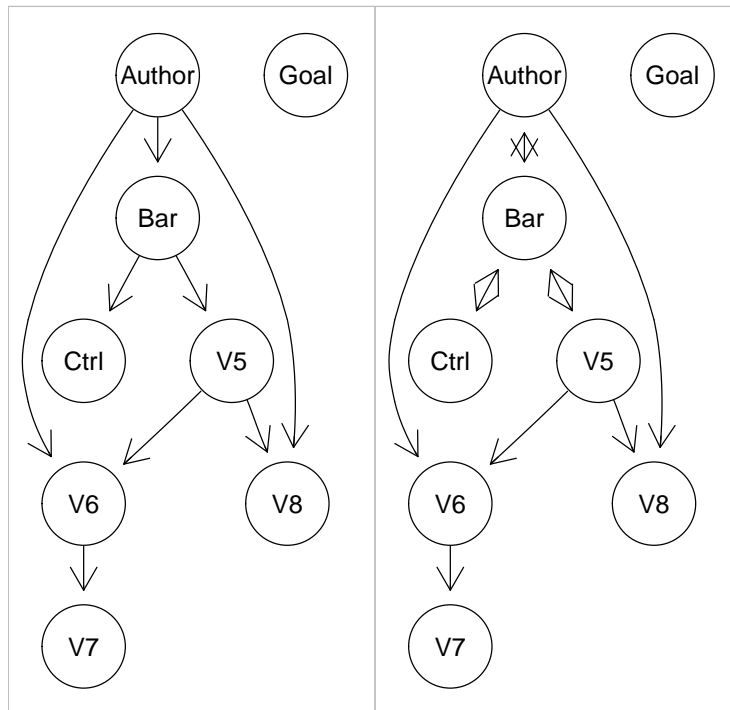 Author
Goal
Bar
Ctrl
V5
V6
V8
V7
Author
Goal
Bar
Ctrl
V5
V6
V8
V7